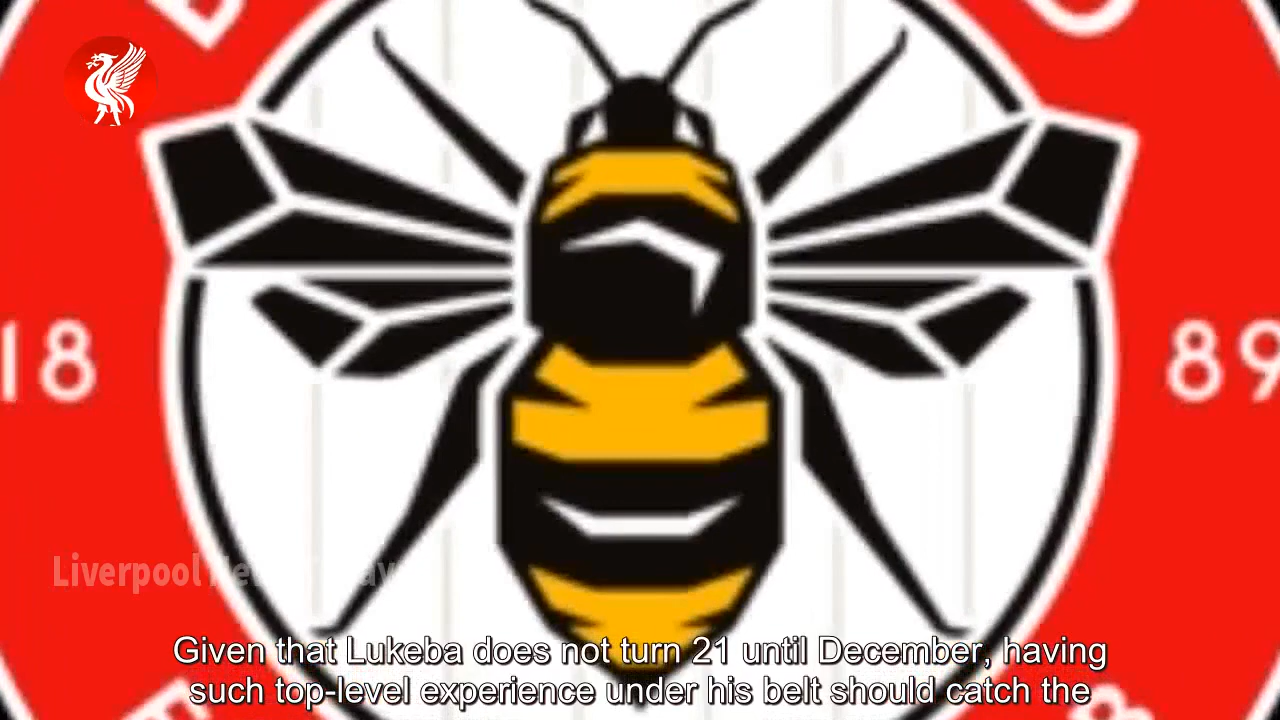 18
89
Liverpool
Given that Lukeba does not turn 21 until December, having
such top-level experience under his belt should catch the